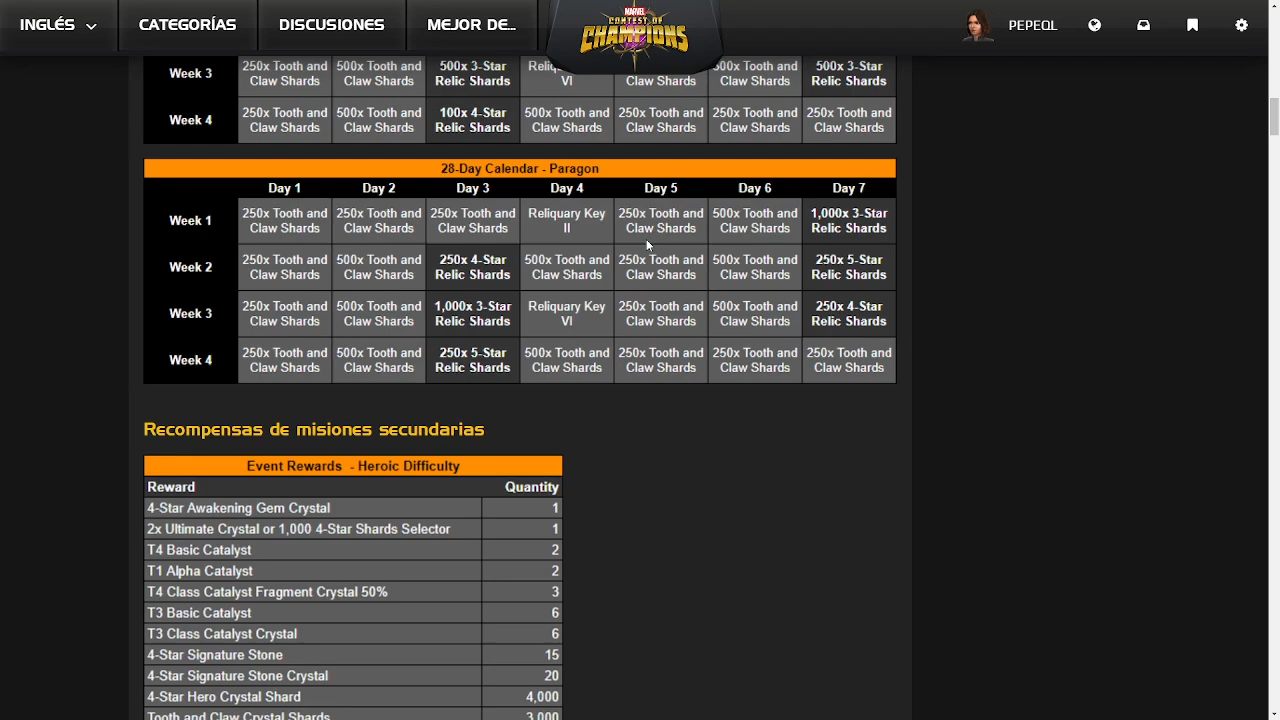 INGLÉS CATEGORÍAS DISCUSIONES MEJOR DE... MARVEL CONTEST OF CHAMPIONS PEPEQL
Week 3 250x Tooth and Claw Shards 500x Tooth and Claw Shards 500x 3-Star Relic Shards VI Claw Shards Claw Shards 500x 3-Star Relic Shards
Week 4 250x Tooth and Claw Shards 500x Tooth and Claw Shards 100x 4-Star Relic Shards 500x Tooth and Claw Shards 250x Tooth and Claw Shards 250x Tooth and Claw Shards 250x Tooth and Claw Shards
28-Day Calendar - Paragon
Day 1 Day 2 Day 3 Day 4 Day 5 Day 6 Day 7
Week 1 250x Tooth and Claw Shards 250x Tooth and Claw Shards 250x Tooth and Claw Shards Reliquary Key II 250x Tooth and Claw Shards 500x Tooth and Claw Shards 1,000x 3-Star Relic Shards
Week 2 250x Tooth and Claw Shards 500x Tooth and Claw Shards 250x 4-Star Relic Shards 500x Tooth and Claw Shards 250x Tooth and Claw Shards 500x Tooth and Claw Shards 250x 5-Star Relic Shards
Week 3 250x Tooth and Claw Shards 500x Tooth and Claw Shards 1,000x 3-Star Relic Shards Reliquary Key VI 250x Tooth and Claw Shards 500x Tooth and Claw Shards 250x 4-Star Relic Shards
Week 4 250x Tooth and Claw Shards 500x Tooth and Claw Shards 250x 5-Star Relic Shards 500x Tooth and Claw Shards 250x Tooth and Claw Shards 250x Tooth and Claw Shards 250x Tooth and Claw Shards
Recompensas de misiones secundarias
Event Rewards - Heroic Difficulty
Reward Quantity
4-Star Awakening Gem Crystal 1
2x Ultimate Crystal or 1,000 4-Star Shards Selector 1
T4 Basic Catalyst 2
T1 Alpha Catalyst 2
T4 Class Catalyst Fragment Crystal 50% 3
T3 Basic Catalyst 6
T3 Class Catalyst Crystal 6
4-Star Signature Stone 15
4-Star Signature Stone Crystal 20
4-Star Hero Crystal Shard 4,000
Tooth and Claw Crystal Shards 3,000